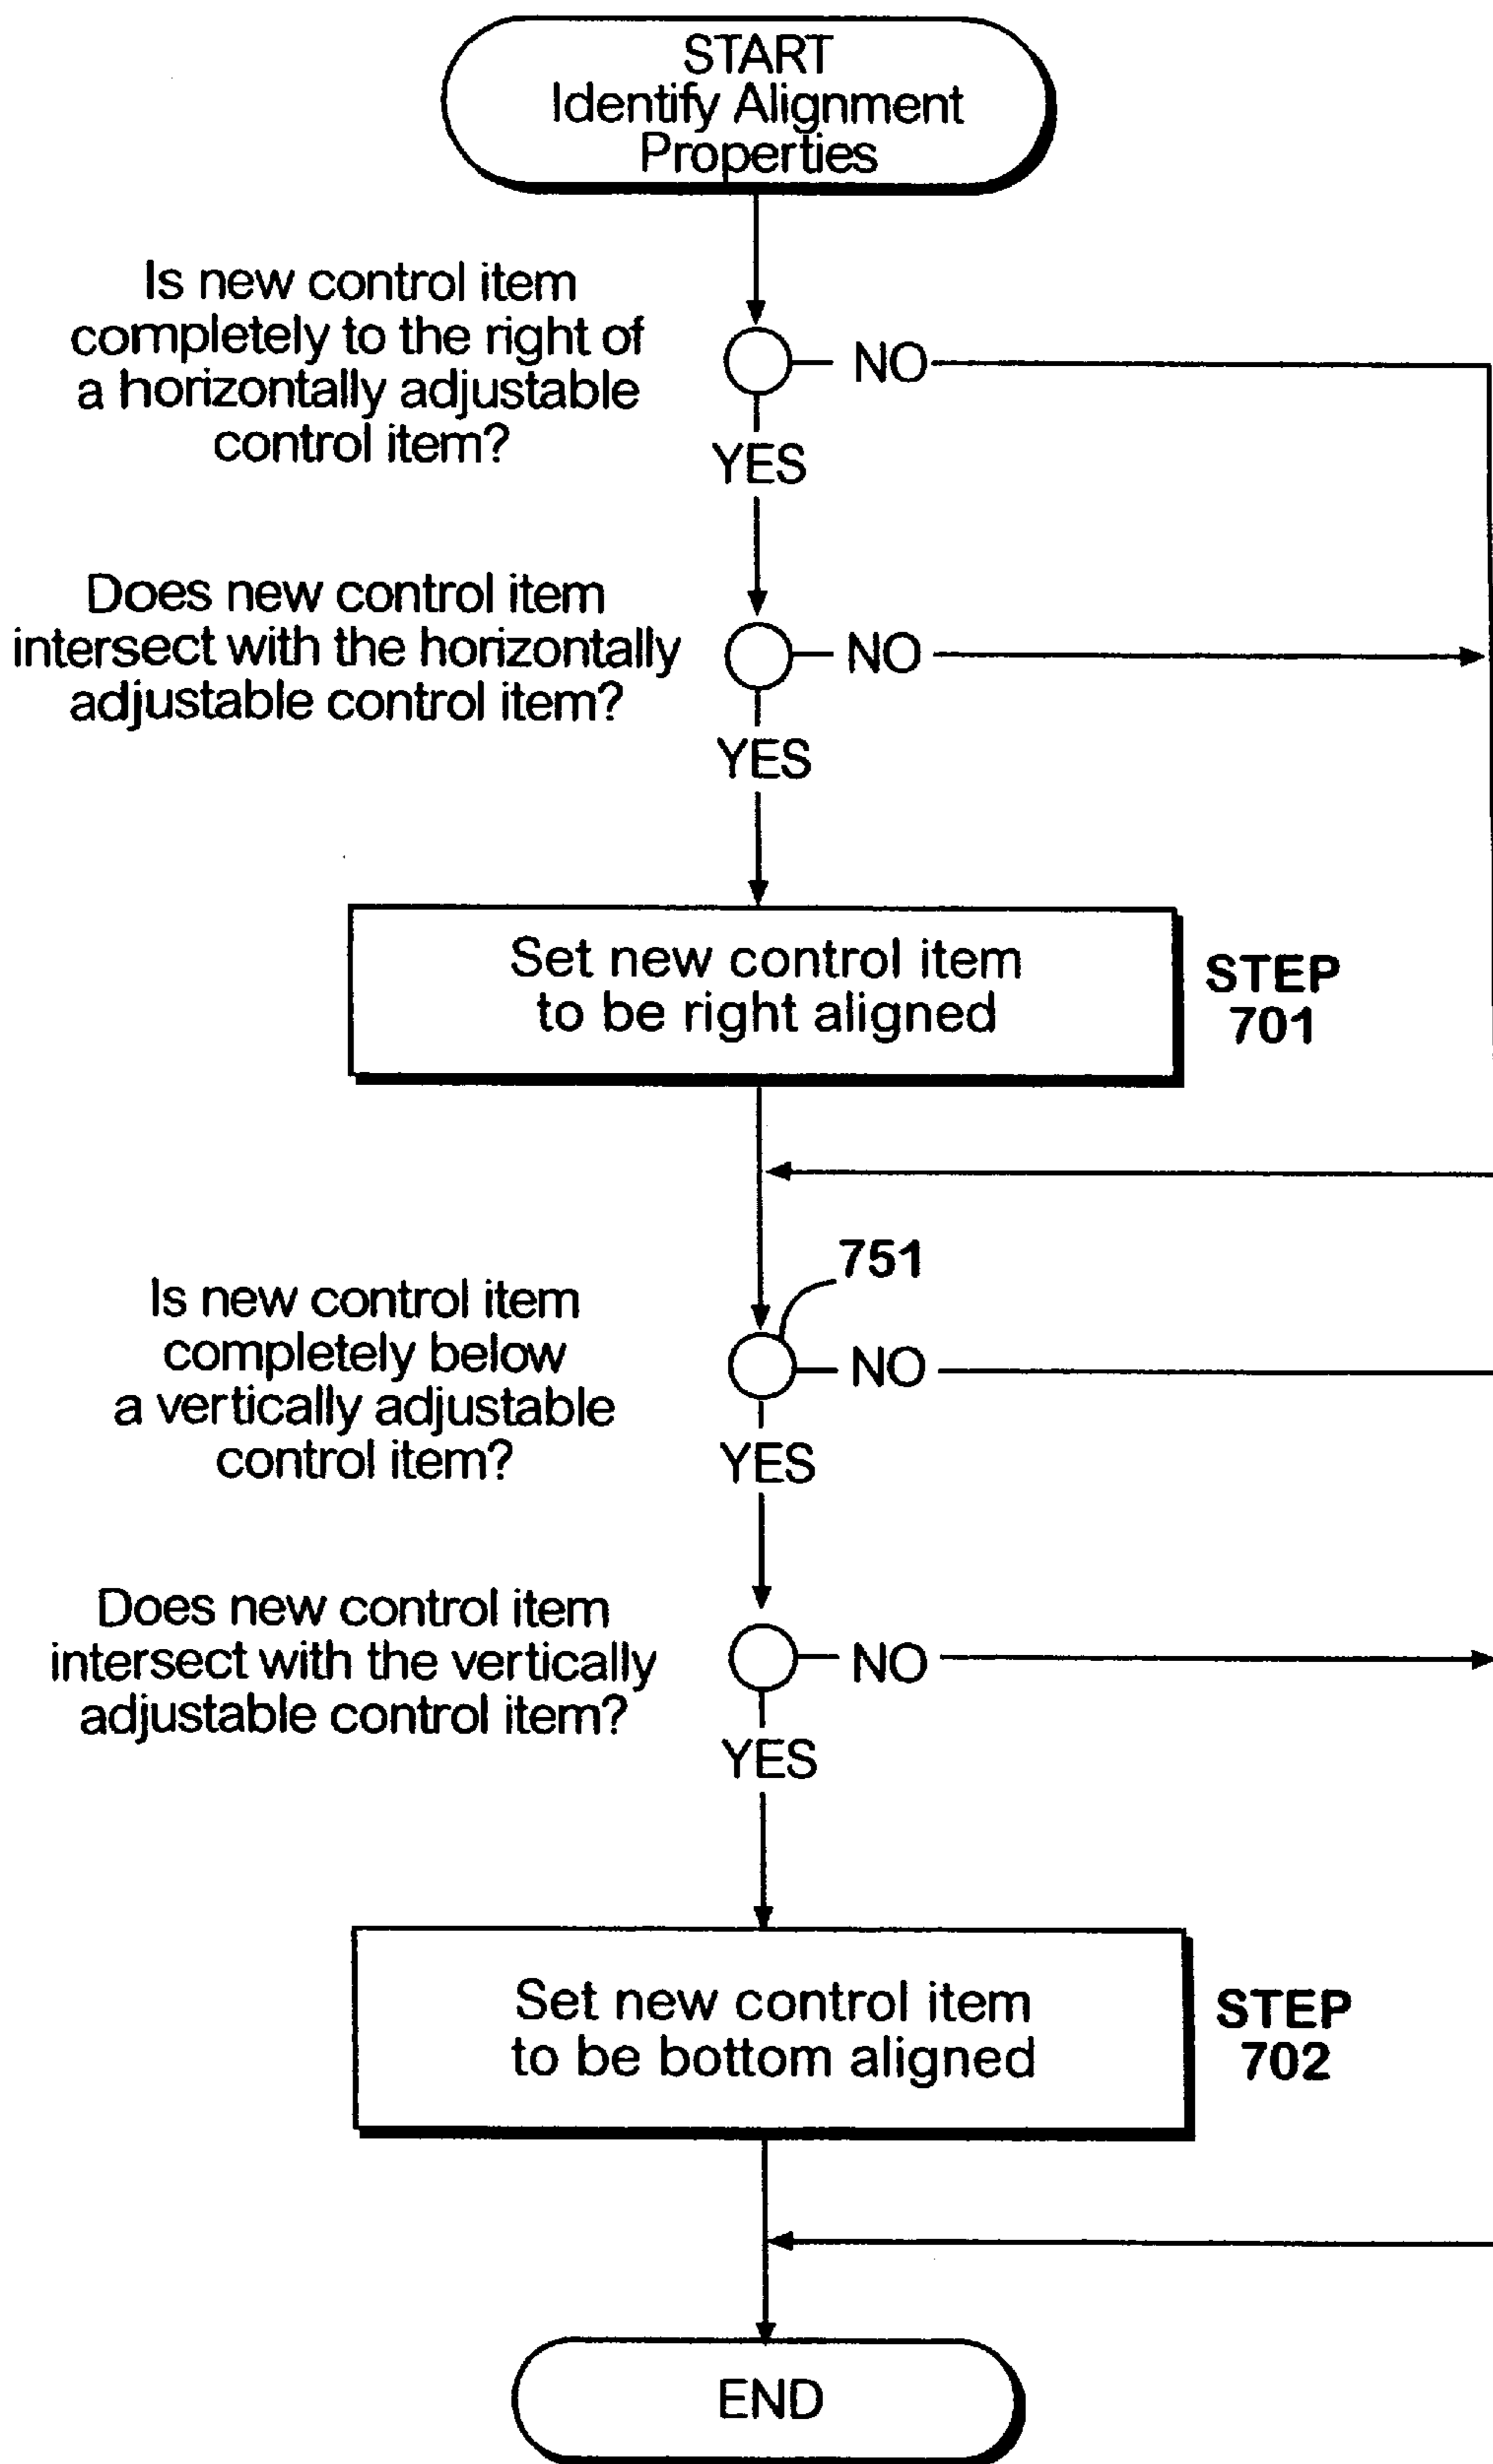 START
Identify Alignment
Properties
Is new control item
completely to the right of
a horizontally adjustable
control item?
NO
YES
Does new control item
intersect with the horizontally
adjustable control item?
NO
YES
Set new control item
to be right aligned
STEP
701
751
Is new control item
completely below
a vertically adjustable
control item?
NO
YES
Does new control item
intersect with the vertically
adjustable control item?
NO
YES
Set new control item
to be bottom aligned
STEP
702
END